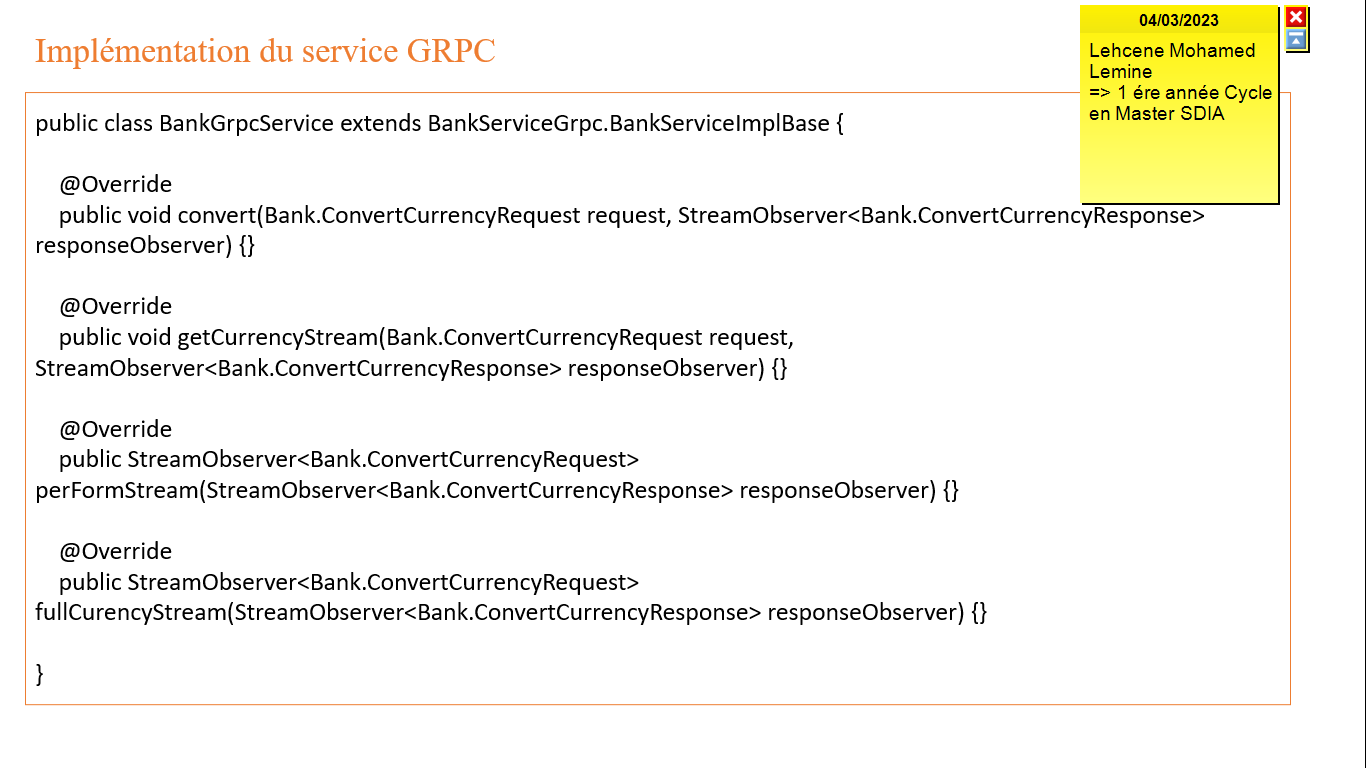 Implémentation du service GRPC
04/03/2023
Lehcene Mohamed
Lemine
=> 1 ére année Cycle
en Master SDIA
public class BankGrpcService extends BankServiceGrpc.BankServiceImplBase {
@Override
public void convert(Bank.ConvertCurrencyRequest request, StreamObserver<Bank.ConvertCurrencyResponse>
responseObserver) {}
@Override
public void getCurrencyStream(Bank.ConvertCurrencyRequest request,
StreamObserver<Bank.ConvertCurrencyResponse> responseObserver) {}
@Override
public StreamObserver<Bank.ConvertCurrencyRequest>
perFormStream(StreamObserver<Bank.ConvertCurrencyResponse> responseObserver) {}
@Override
public StreamObserver<Bank.ConvertCurrencyRequest>
fullCurencyStream(StreamObserver<Bank.ConvertCurrencyResponse> responseObserver) {}
}